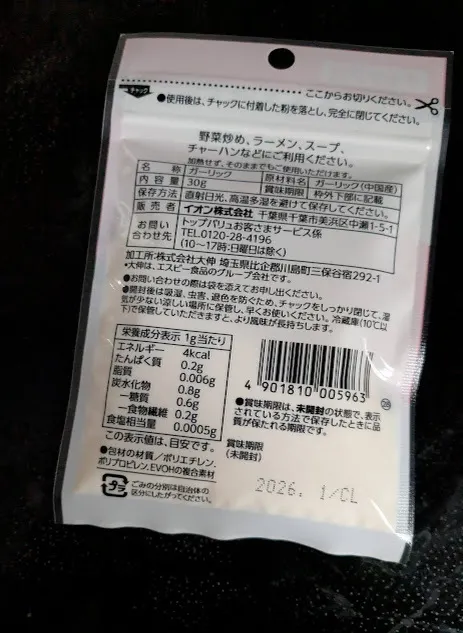 チャック
ここからお切りください。
●使用後は、チャックに付着した粉を落とし、完全に閉じてください。
野菜炒め、ラーメン、スープ、
チャーハンなどにご利用ください。
加熱せず、そのままでもご使用いただけます。
名 称 ガーリック 原材料名 ガーリック(中国産)
内容量 30g 賞味期限 枠外下部に記載
保存方法 直射日光、高温多湿を避けて保存してください。
販売者 イオン株式会社 千葉県千葉市美浜区中瀬1-5-1
お問い合わせ先 トップバリュお客さまサービス係
TEL.0120-28-4196
(10〜17時:日曜日は除く)
加工所:株式会社大伸 埼玉県比企郡川島町三保谷宿292-1
•大伸は、エスビー食品のグループ会社です。
●お問い合わせの際は袋を添えてお申し出ください。
●開封後は吸湿、虫害、退色を防ぐため、チャックをしっかり閉じて、湿
気が少ない涼しい場所に保管し、早くお使いください。冷蔵庫(10℃以
下)で保管していただきますと、より風味が長持ちします。
栄養成分表示 1g当たり
エネルギー 4kcal
たんぱく質 0.2g
脂質 0.006g
炭水化物 0.8g
―糖質 0.6g
―食物繊維 0.2g
食塩相当量 0.0005g
この表示値は、目安です。
●包材の材質/ポリエチレン、
ポリプロピレン、EVOHの複合素材
プラ
ごみの分別は自治体の
区分にしたがってください。
4 901810 005963
28
●賞味期限は、未開封の状態で、表示
されている方法で保存したときに品
質が保たれる期限です。
賞味期限
(未開封)
2026. 1/CL